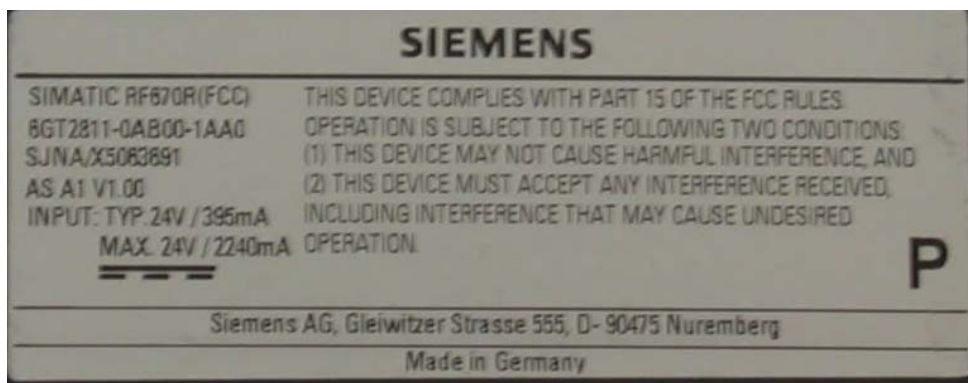 SIEMENS
SIMATIC RF670R(FCC)
6GT2811-0AB00-1AA0
SJNA/X5063691
AS A1 V1.00
INPUT: TYP. 24V / 395mA
MAX. 24V / 2240mA
THIS DEVICE COMPLIES WITH PART 15 OF THE FCC RULES.
OPERATION IS SUBJECT TO THE FOLLOWING TWO CONDITIONS:
(1) THIS DEVICE MAY NOT CAUSE HARMFUL INTERFERENCE, AND
(2) THIS DEVICE MUST ACCEPT ANY INTERFERENCE RECEIVED,
INCLUDING INTERFERENCE THAT MAY CAUSE UNDESIRED
OPERATION.
P
Siemens AG, Gleiwitzer Strasse 555, D- 90475 Nuremberg
Made in Germany